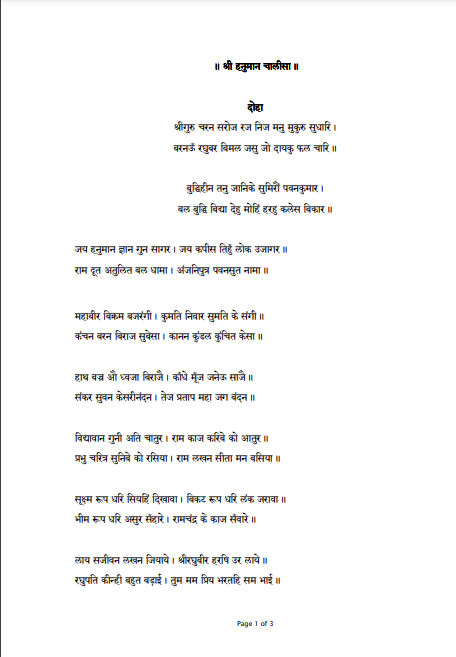 ॥ श्री हनुमान चालीसा ॥
दोहा
श्रीगुरु चरन सरोज रज निज मनु मुकुरु सुधारि ।
बरनऊँ रघुबर बिमल जसु जो दायकु फल चारि ॥
बुद्धिहीन तनु जानिके सुमिरौं पवनकुमार ।
बल बुद्धि विद्या देहु मोहिं हरहु कलेस बिकार ॥
जय हनुमान ज्ञान गुन सागर । जय कपीस तिहुँ लोक उजागर ॥
राम दूत अतुलित बल धामा । अंजनिपुत्र पवनसुत नामा ॥
महाबीर बिक्रम बजरंगी । कुमति निवार सुमति के संगी ॥
कंचन बरन बिराज सुबेसा । कानन कुंडल कुंचित केसा ॥
हाथ बज्र औ ध्वजा बिराजै । काँधे मूँज जनेऊ साजै ॥
संकर सुवन केसरीनंदन । तेज प्रताप महा जग बंदन ॥
विद्यावान गुनी अति चातुर । राम काज करिबे को आतुर ॥
प्रभु चरित्र सुनिबे को रसिया । राम लखन सीता मन बसिया ॥
सूक्ष्म रूप धरि सियहिं दिखावा । बिकट रूप धरि लंक जरावा ॥
भीम रूप धरि असुर सँहारे । रामचंद्र के काज सँवारे ॥
लाय सजीवन लखन जियाये । श्रीरघुबीर हरषि उर लाये ॥
रघुपति कीन्ही बहुत बड़ाई । तुम मम प्रिय भरतहि सम भाई ॥
Page 1 of 3